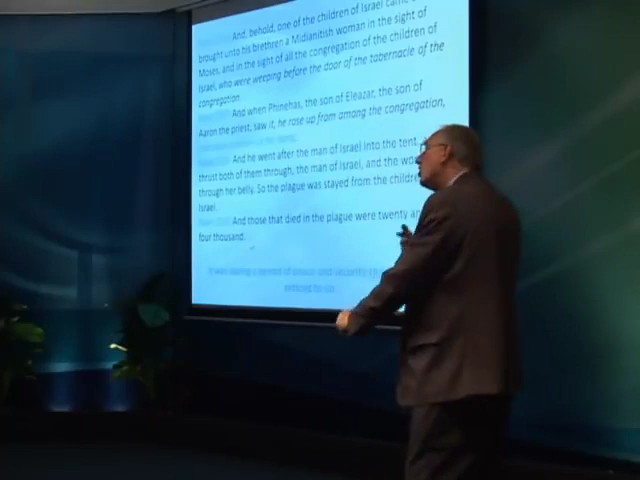 And, behold, one of the children of Israel came
brought unto his brethren a Midianitish woman in the sight of
Moses, and in the sight of all the congregation of the children of
Israel, who were weeping before the door of the tabernacle of the
congregation.
And when Phinehas, the son of Eleazar, the son of
Aaron the priest, saw it, he rose up from among the congregation,
And he went after the man of Israel into the tent,
thrust both of them through, the man of Israel, and the
through her belly. So the plague was stayed from the
Israel.
And those that died in the plague were twenty
four thousand.